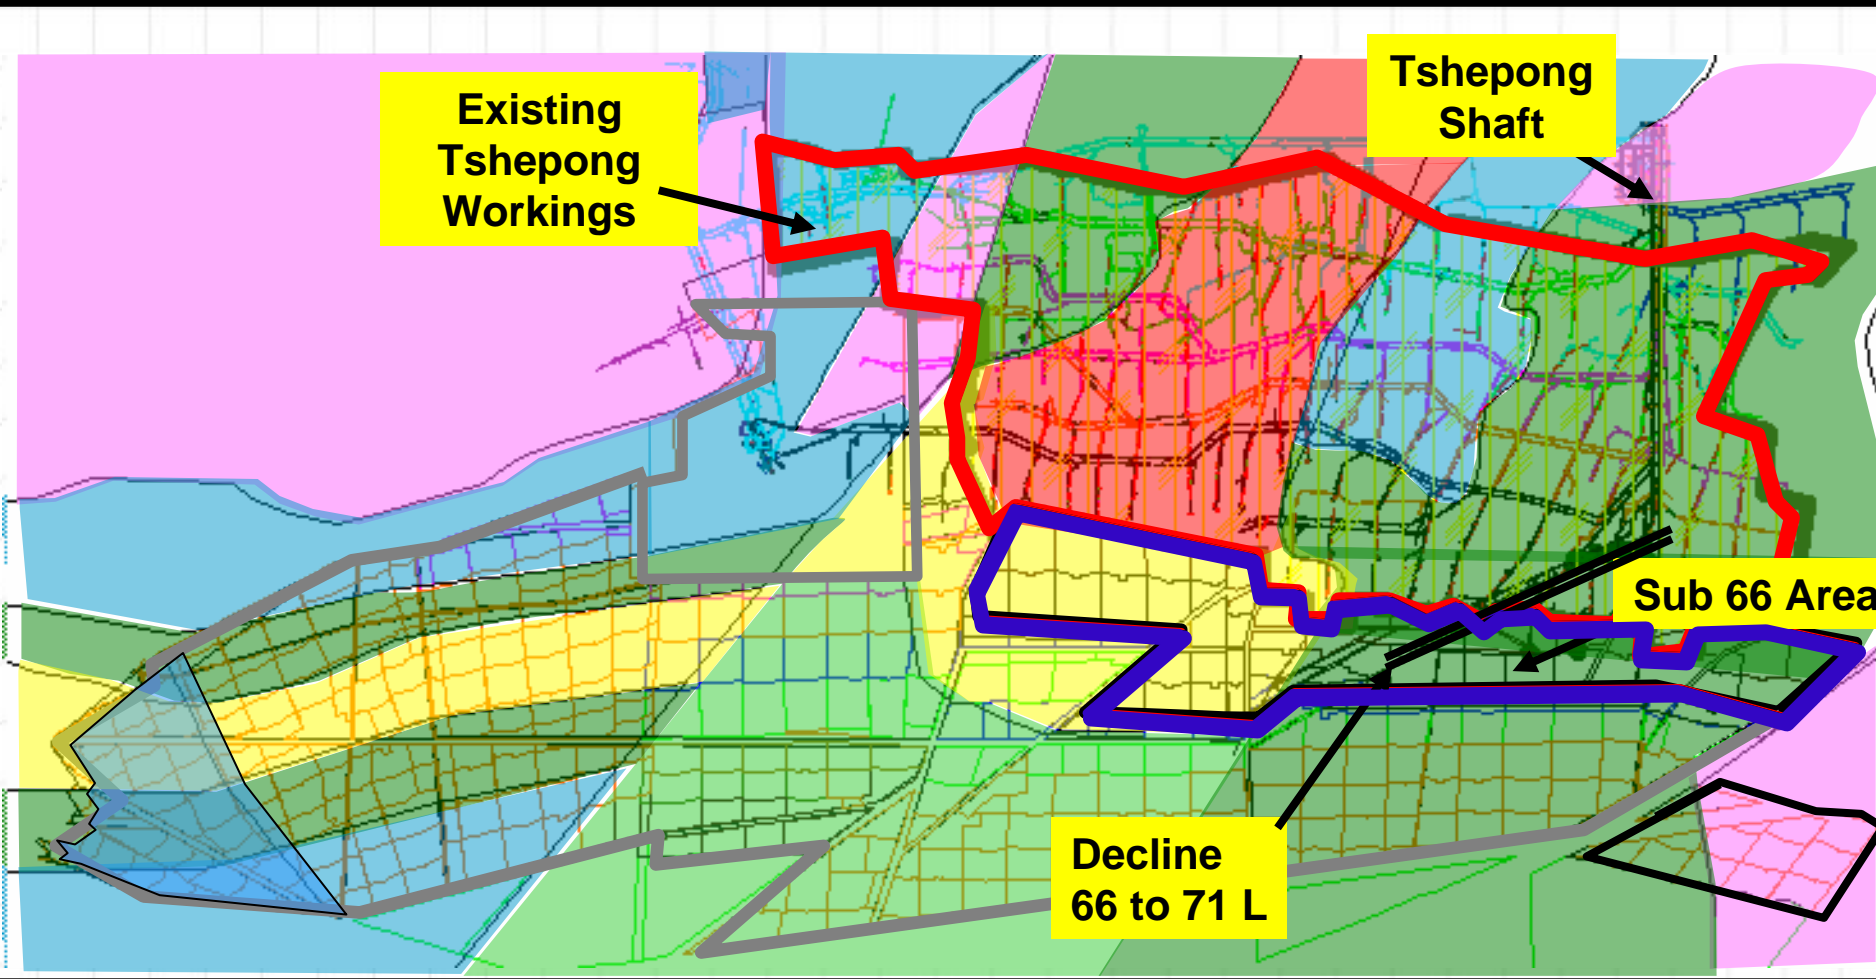 Existing
Tshepong
Workings
Tshepong
Shaft
Sub 66 Area
Decline
66 to 71 L